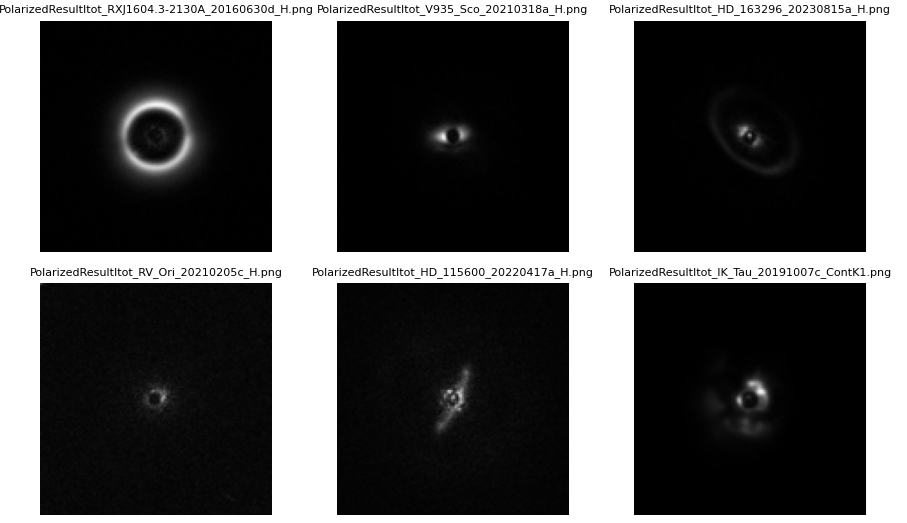 PolarizedResultItot_RXJ1604.3-2130A_20160630d_H.png
PolarizedResultItot_V935_Sco_20210318a_H.png
PolarizedResultItot_HD_163296_20230815a_H.png
PolarizedResultItot_RV_Ori_20210205c_H.png
PolarizedResultItot_HD_115600_20220417a_H.png
PolarizedResultItot_IK_Tau_20191007c_ContK1.png